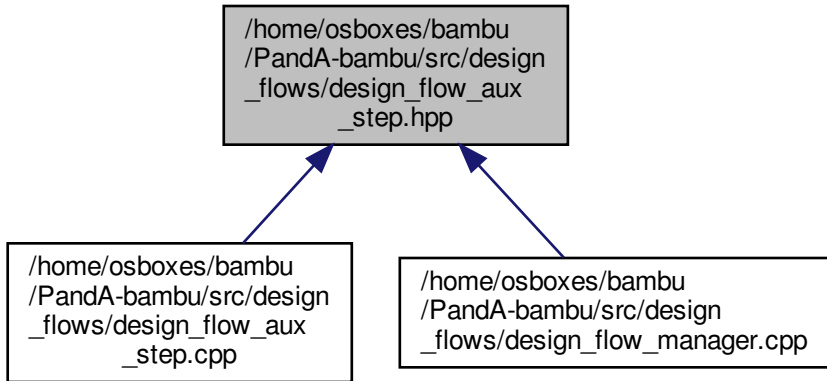 /home/osboxes/bambu
/PandA-bambu/src/design
_flows/design_flow_aux
_step.hpp
/home/osboxes/bambu
/PandA-bambu/src/design
_flows/design_flow_aux
_step.cpp
/home/osboxes/bambu
/PandA-bambu/src/design
_flows/design_flow_manager.cpp